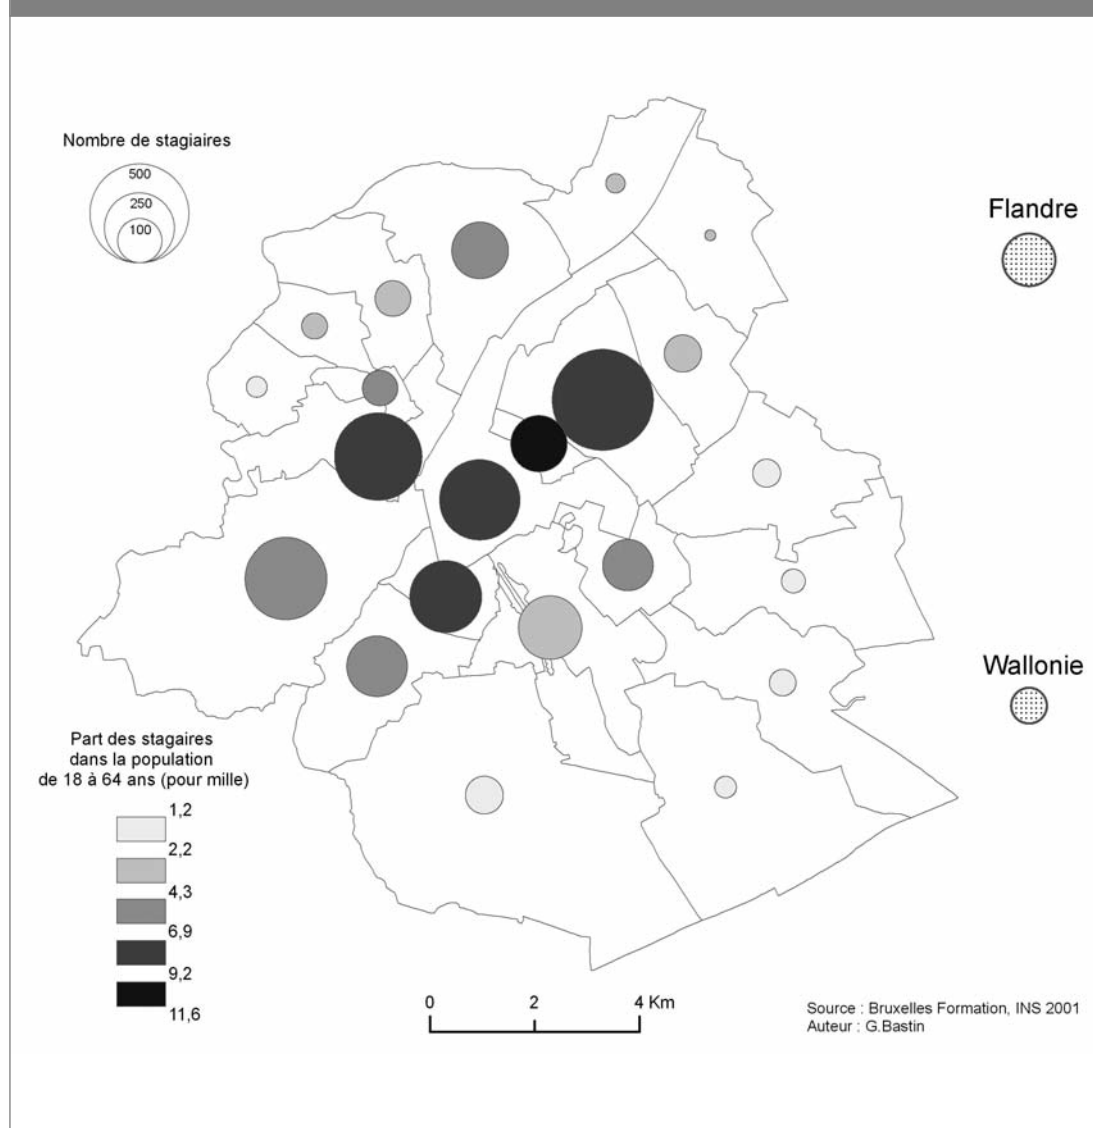 Nombre de stagiaires
500
250
100
Flandre
Wallonie
Part des stagaires
dans la population
de 18 à 64 ans (pour mille)
1,2
2,2
4,3
6,9
9,2
11,6
0 2 4 Km
Source : Bruxelles Formation, INS 2001
Auteur : G.Bastin